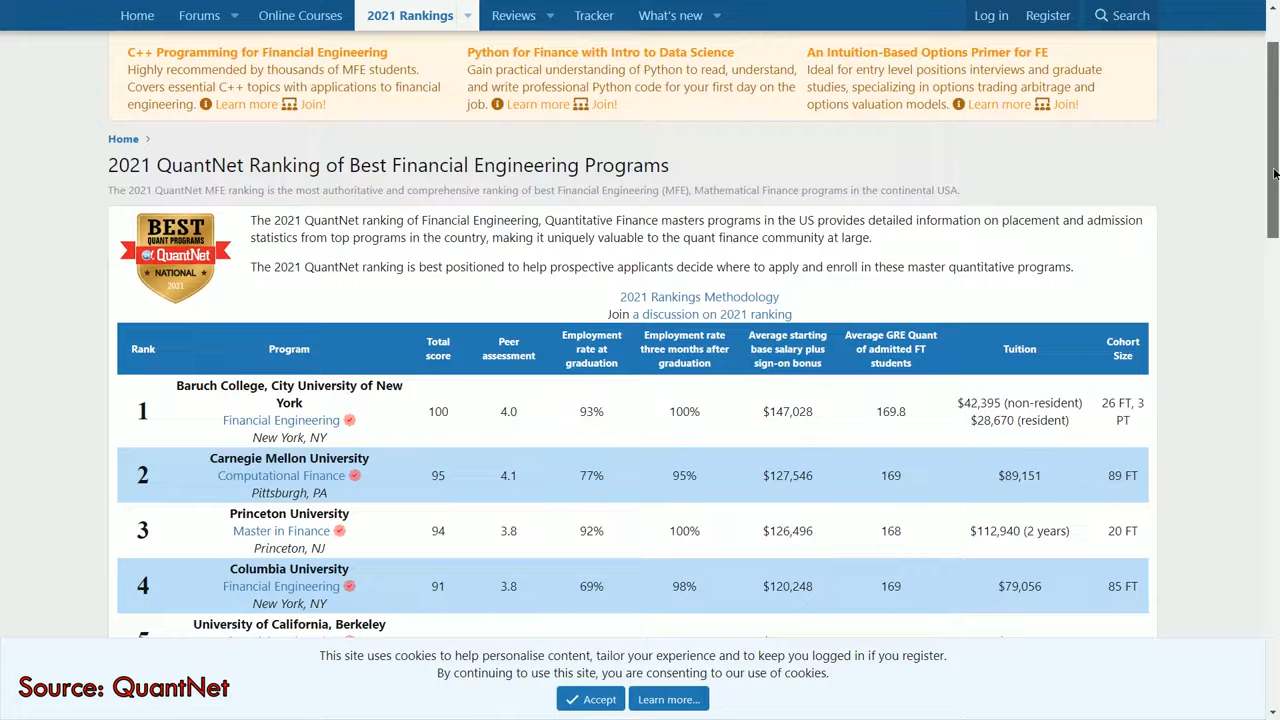 Home Forums Online Courses 2021 Rankings Reviews Tracker What's new Log in Register Search
C++ Programming for Financial Engineering
Highly recommended by thousands of MFE students.
Covers essential C++ topics with applications to financial
engineering. Learn more Join!
Python for Finance with Intro to Data Science
Gain practical understanding of Python to read, understand,
and write professional Python code for your first day on the
job. Learn more Join!
An Intuition-Based Options Primer for FE
Ideal for entry level positions interviews and graduate
studies, specializing in options trading arbitrage and
options valuation models. Learn more Join!
Home
2021 QuantNet Ranking of Best Financial Engineering Programs
The 2021 QuantNet MFE ranking is the most authoritative and comprehensive ranking of best Financial Engineering (MFE), Mathematical Finance programs in the continental USA.
BEST
QUANT PROGRAMS
QuantNet
NATIONAL
2021
The 2021 QuantNet ranking of Financial Engineering, Quantitative Finance masters programs in the US provides detailed information on placement and admission
statistics from top programs in the country, making it uniquely valuable to the quant finance community at large.
The 2021 QuantNet ranking is best positioned to help prospective applicants decide where to apply and enroll in these master quantitative programs.
2021 Rankings Methodology
Join a discussion on 2021 ranking
Rank Program Total score Peer assessment Employment rate at graduation Employment rate three months after graduation Average starting base salary plus sign-on bonus Average GRE Quant of admitted FT students Tuition Cohort Size
Baruch College, City University of New
York
1 Financial Engineering 100 4.0 93% 100% $147,028 169.8 $42,395 (non-resident) $28,670 (resident) 26 FT, 3 PT
New York, NY
Carnegie Mellon University
2 Computational Finance 95 4.1 77% 95% $127,546 169 $89,151 89 FT
Pittsburgh, PA
Princeton University
3 Master in Finance 94 3.8 92% 100% $126,496 168 $112,940 (2 years) 20 FT
Princeton, NJ
Columbia University
4 Financial Engineering 91 3.8 69% 98% $120,248 169 $79,056 85 FT
New York, NY
University of California, Berkeley
This site uses cookies to help personalise content, tailor your experience and to keep you logged in if you register.
By continuing to use this site, you are consenting to our use of cookies.
Accept Learn more...
Source: QuantNet